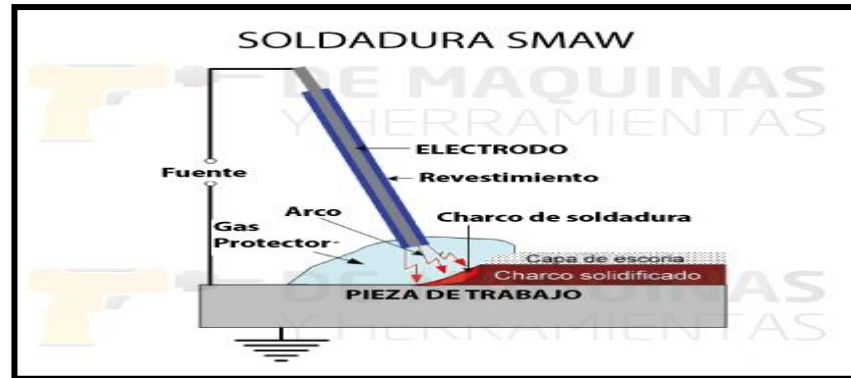 SOLDADURA SMAW
DE MAQUINAS
Y HERRAMIENTAS
ELECTRODO
Fuente
Revestimiento
Arco
Charco de soldadura
Gas
Protector
Capa de escoria
Charco solidificado
DE MAQUINAS
PIEZA DE TRABAJO
Y HERRAMIENTAS